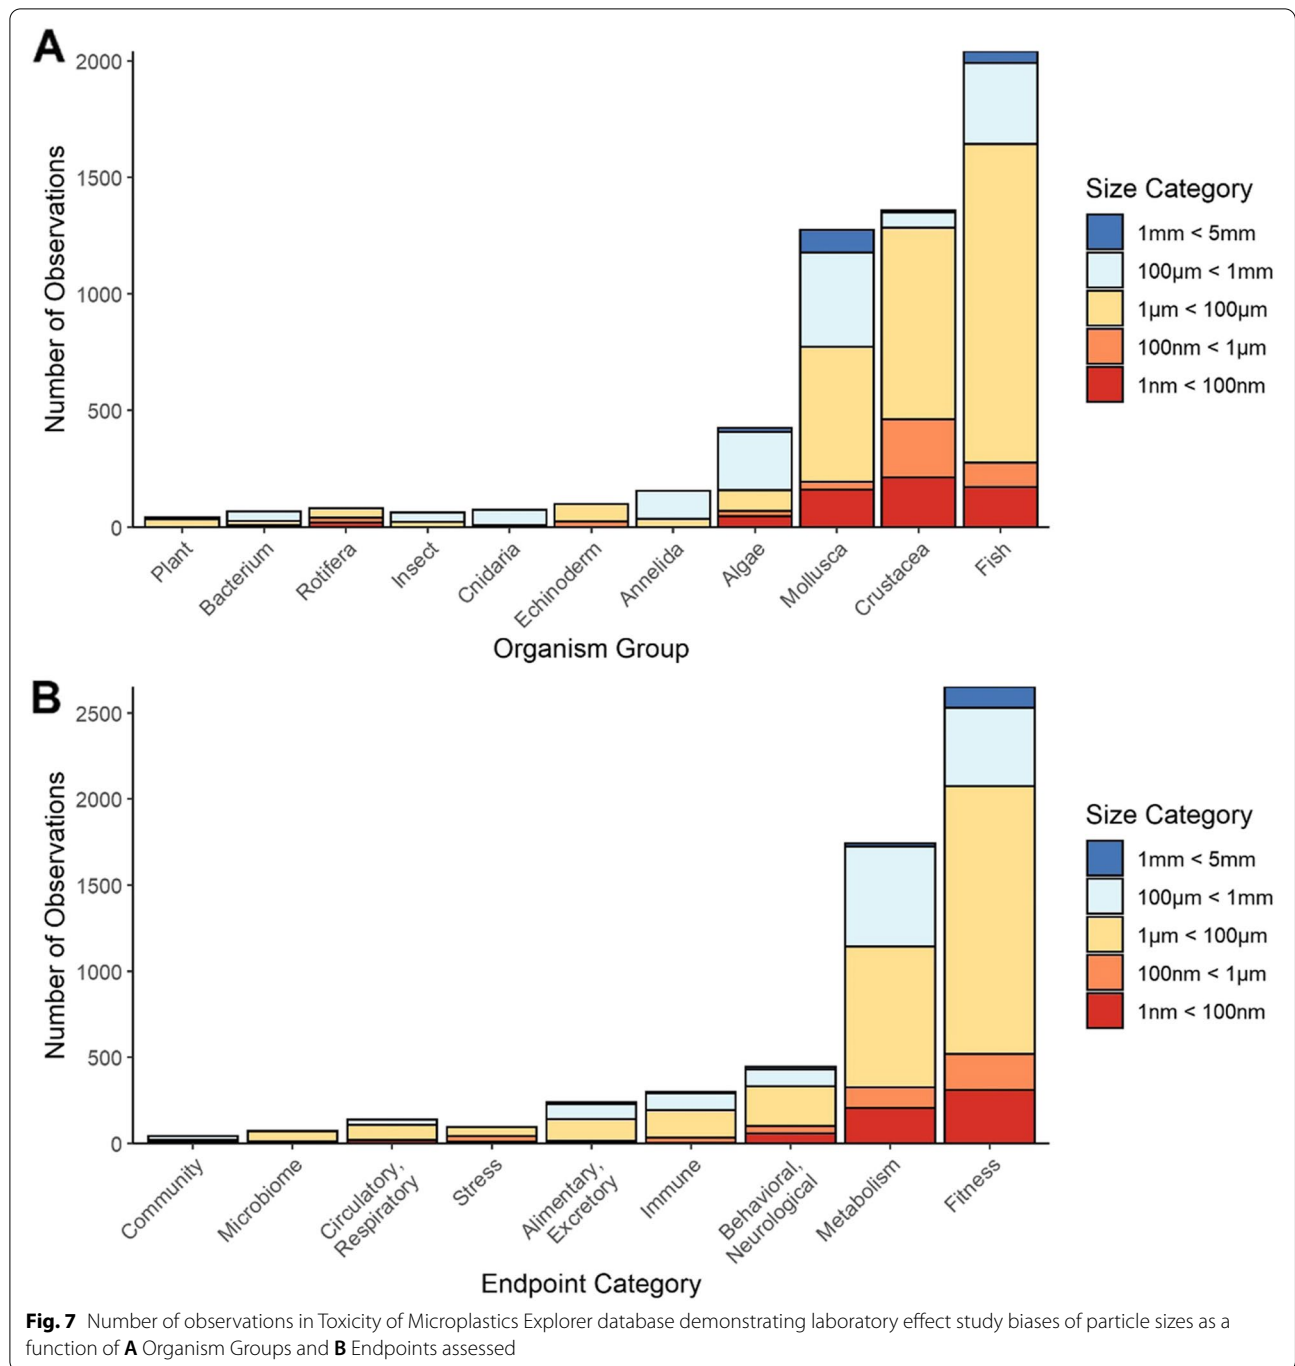 A
2000
1500
1000
500
0
Number of Observations
Plant
Bacterium
Rotifera
Insect
Cnidaria
Echinoderm
Annelida
Algae
Mollusca
Crustacea
Fish
Organism Group
Size Category
1mm < 5mm
100µm < 1mm
1µm < 100µm
100nm < 1µm
1nm < 100nm
B
2500
2000
1500
1000
500
0
Number of Observations
Community
Microbiome
Circulatory,
Respiratory
Stress
Alimentary,
Excretory
Immune
Behavioral,
Neurological
Metabolism
Fitness
Endpoint Category
Size Category
1mm < 5mm
100µm < 1mm
1µm < 100µm
100nm < 1µm
1nm < 100nm
Fig. 7 Number of observations in Toxicity of Microplastics Explorer database demonstrating laboratory effect study biases of particle sizes as a
function of A Organism Groups and B Endpoints assessed